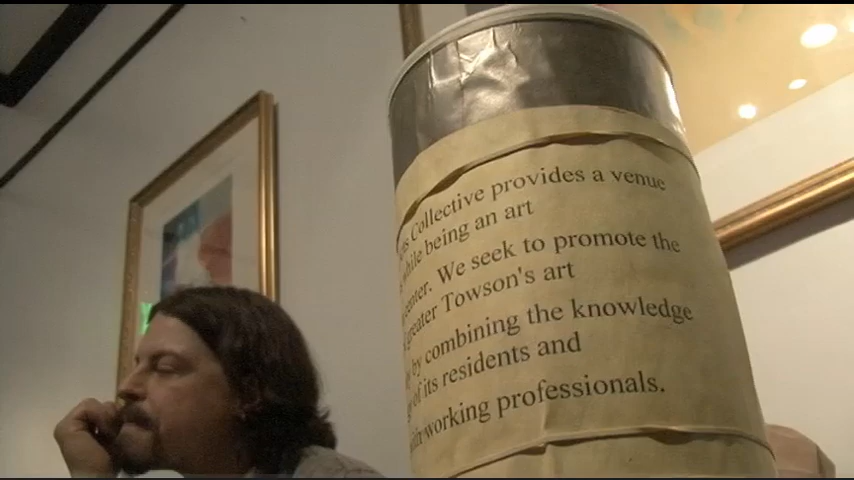 Collective provides a venue
while being an art
center. We seek to promote the
greater Towson's art
by combining the knowledge
of its residents and
working professionals.